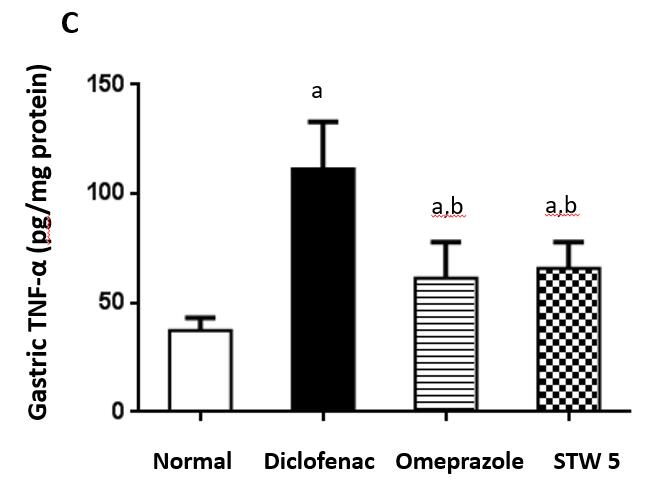 C
Gastric TNF-α (pg/mg protein)
150
100
50
0
a
a,b
a,b
Normal Diclofenac Omeprazole STW 5